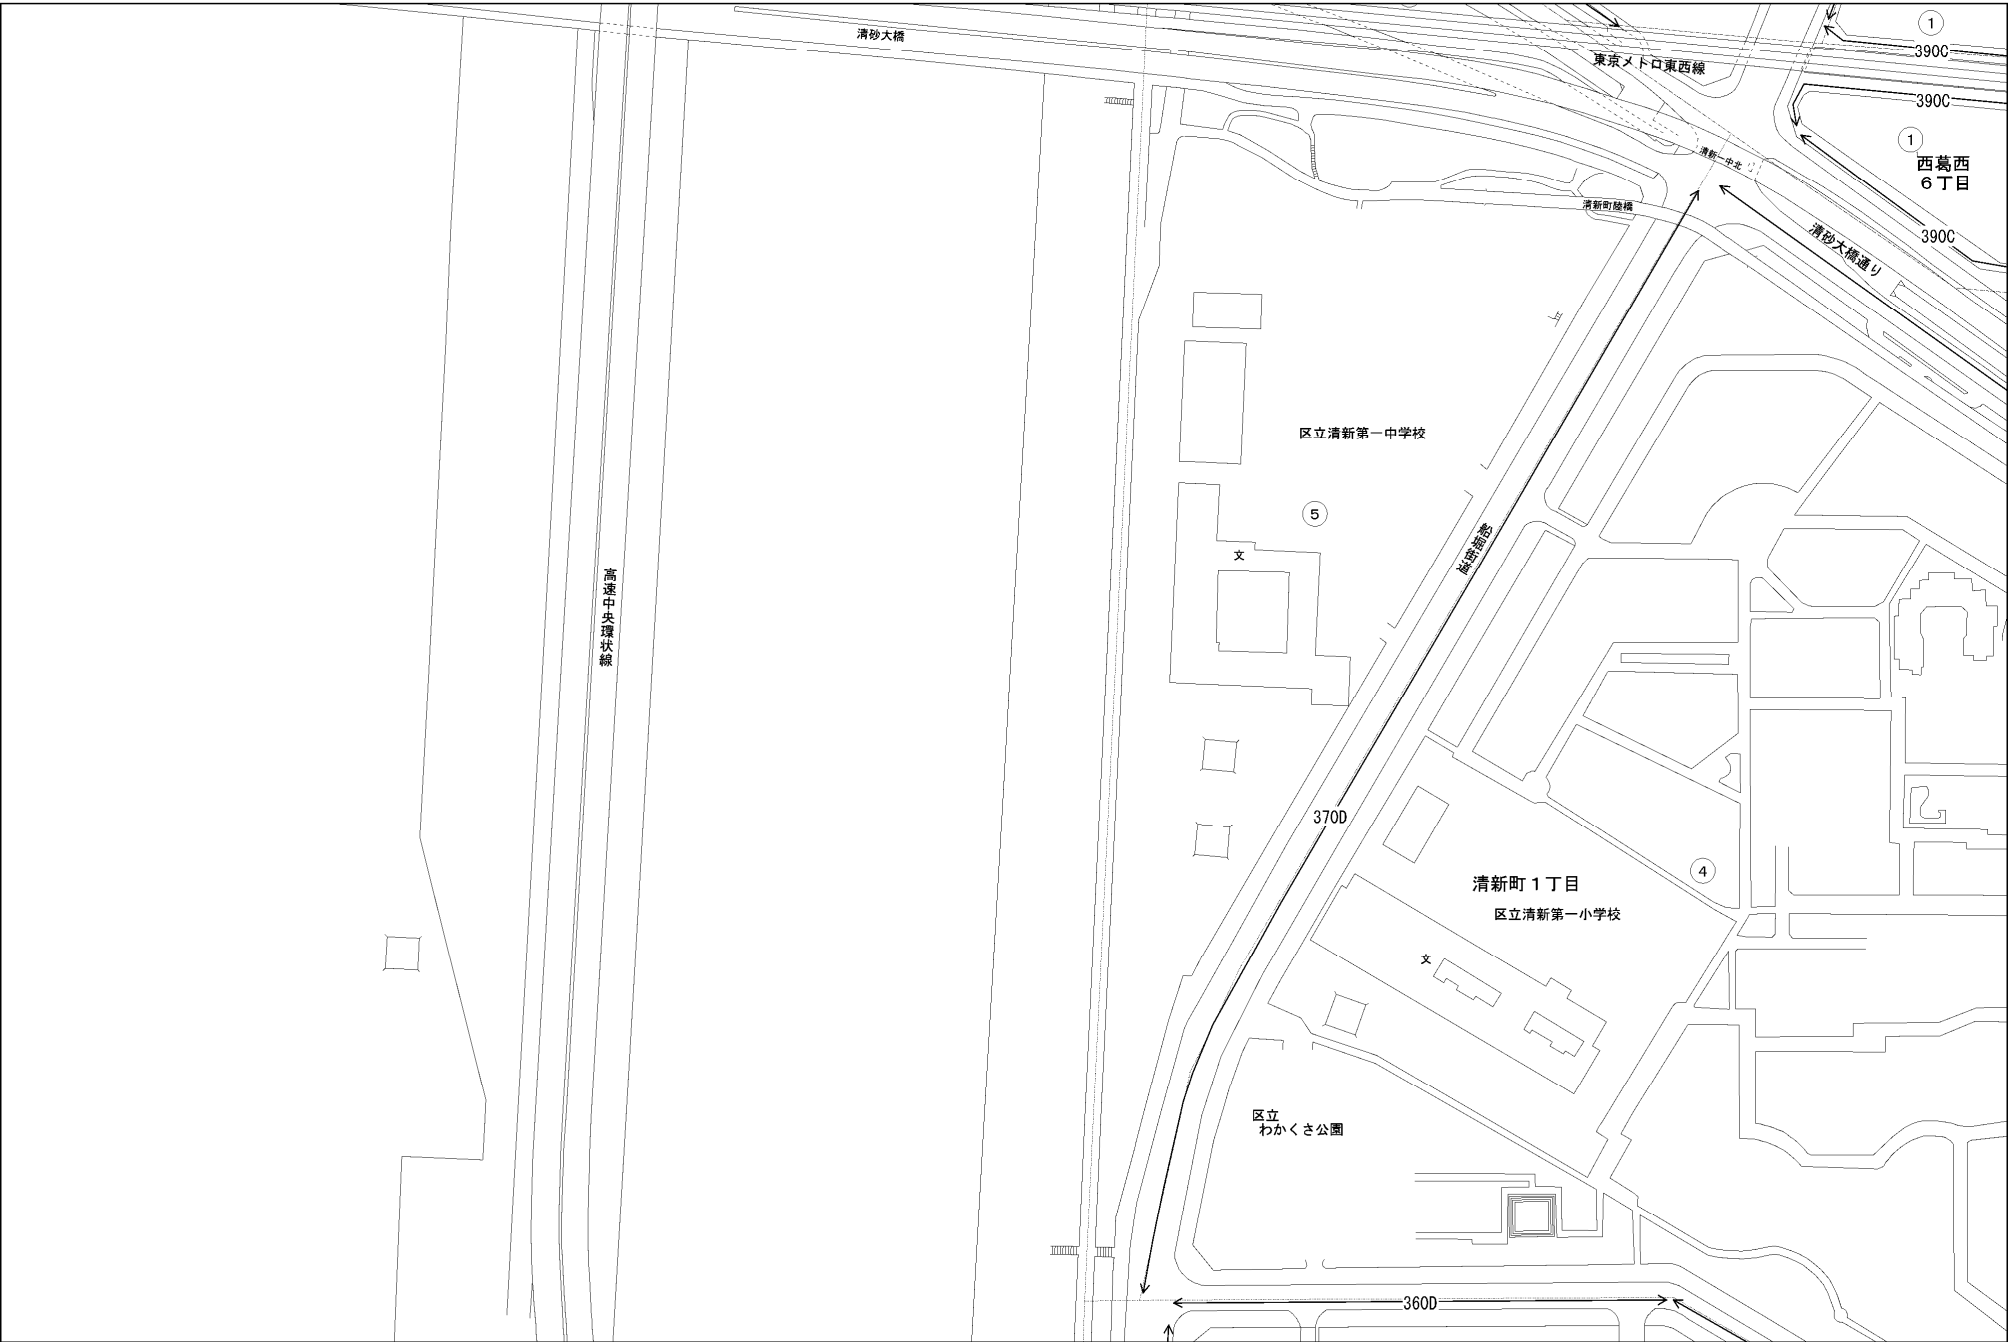 清砂大橋
東京メトロ東西線
①
390C
390C
①
西葛西
6丁目
清新一中北
清新町陸橋
390C
清砂大橋通り
区立清新第一中学校
⑤
文
船堀街道
高速中央環状線
370D
④
清新町1丁目
区立清新第一小学校
文
区立
わかくさ公園
360D